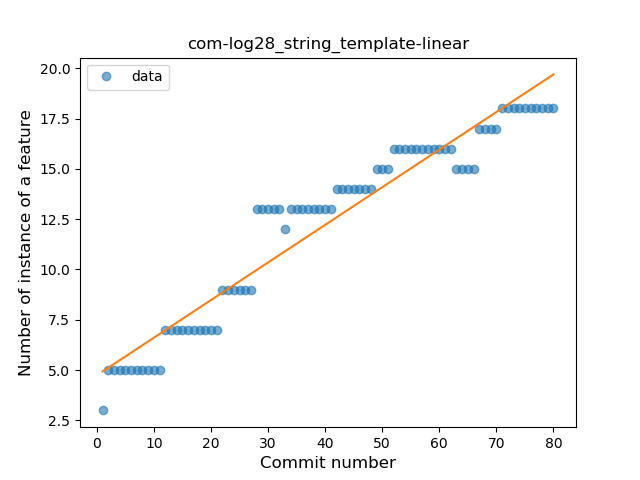 com-log28_string_template-linear
data
Number of instance of a feature
20.0
17.5
15.0
12.5
10.0
7.5
5.0
2.5
0 10 20 30 40 50 60 70 80
Commit number